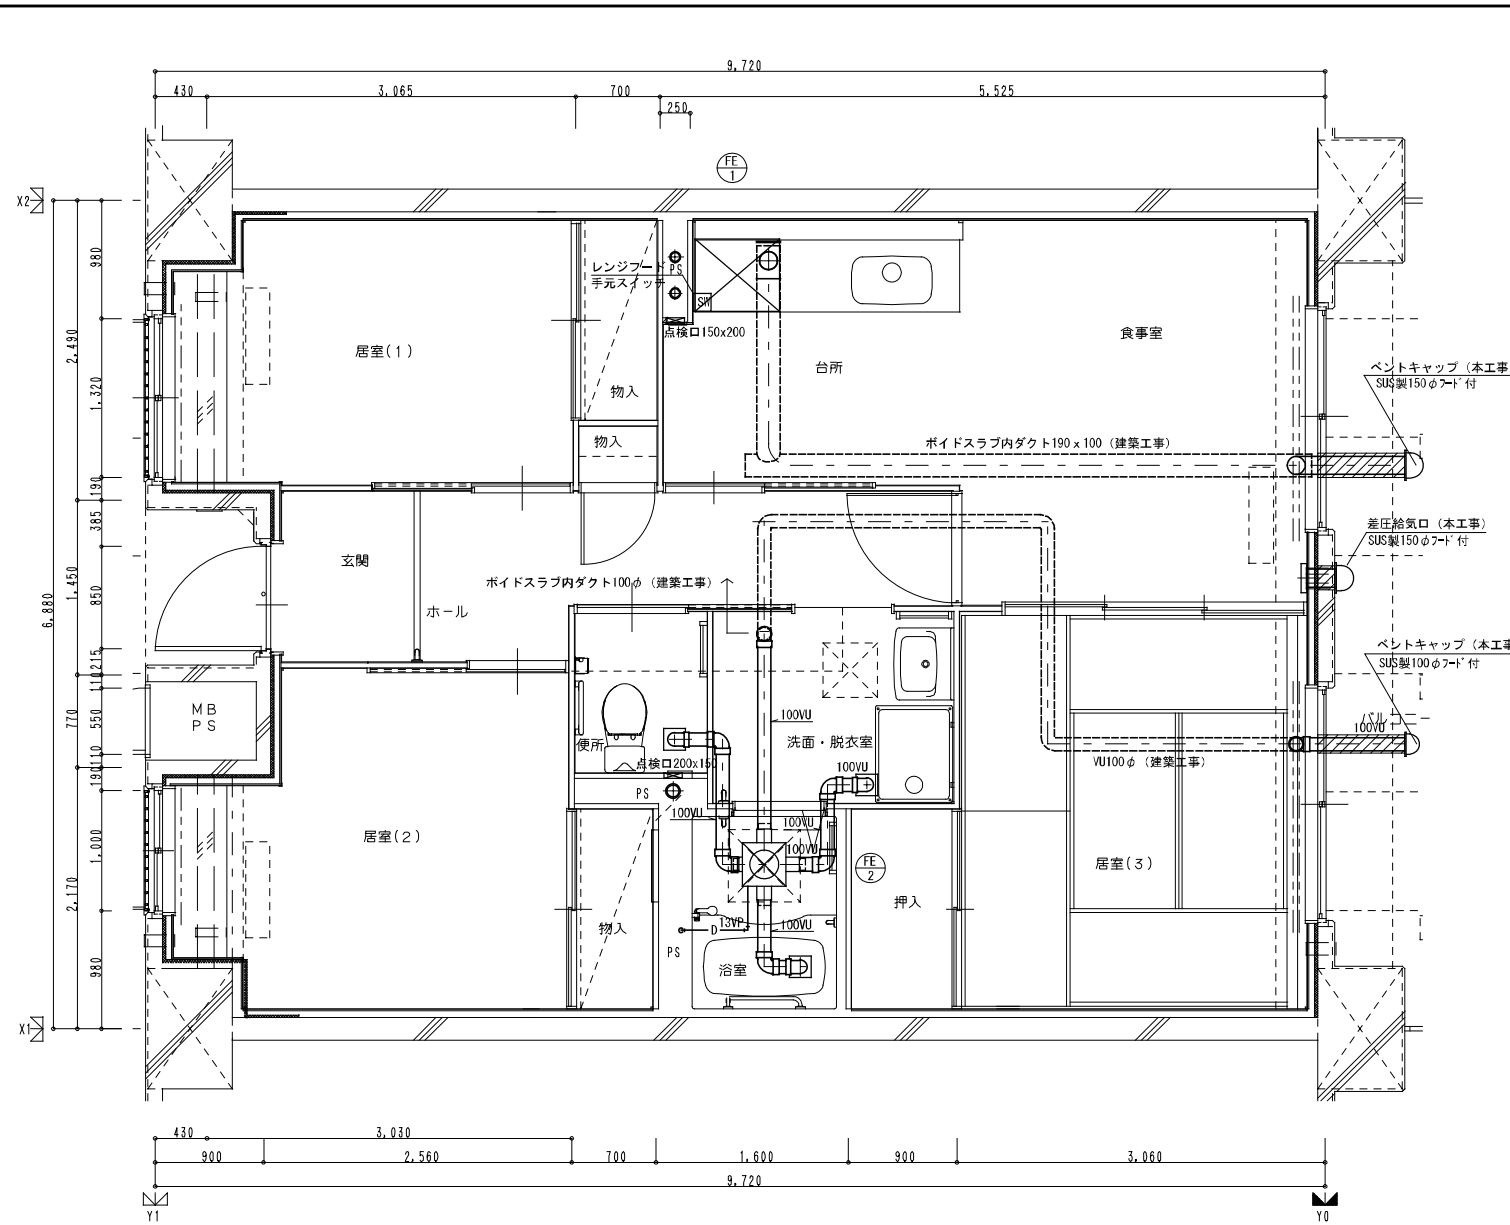 9,720
430
3,065
700
5,525
250
FE
1
X2
980
2,490
1,320
190
385
1,450
850
6,880
215
110
770
550
110
190
1,000
2,170
980
X1
レンジフード
手元スイッチ
PS
SW
点検口150x200
居室(1)
物入
物入
台所
食事室
ベントキャップ（本工事
SUS製150φフード付
ボイドスラブ内ダクト190x100（建築工事）
差圧給気口（本工事）
SUS製150φフード付
玄関
ホール
ボイドスラブ内ダクト100φ（建築工事）
ベントキャップ（本工事
SUS製100φフード付
MB
PS
便所
100VU
洗面・脱衣室
バル
100VU
VU100φ（建築工事）
点検口200x150
100VU
PS
100VU
100VU
100VU
居室(2)
FE
2
居室(3)
物入
押入
13VP
D
100VU
PS
浴室
430
3,030
900
2,560
700
1,600
900
3,060
9,720
Y1
Y0